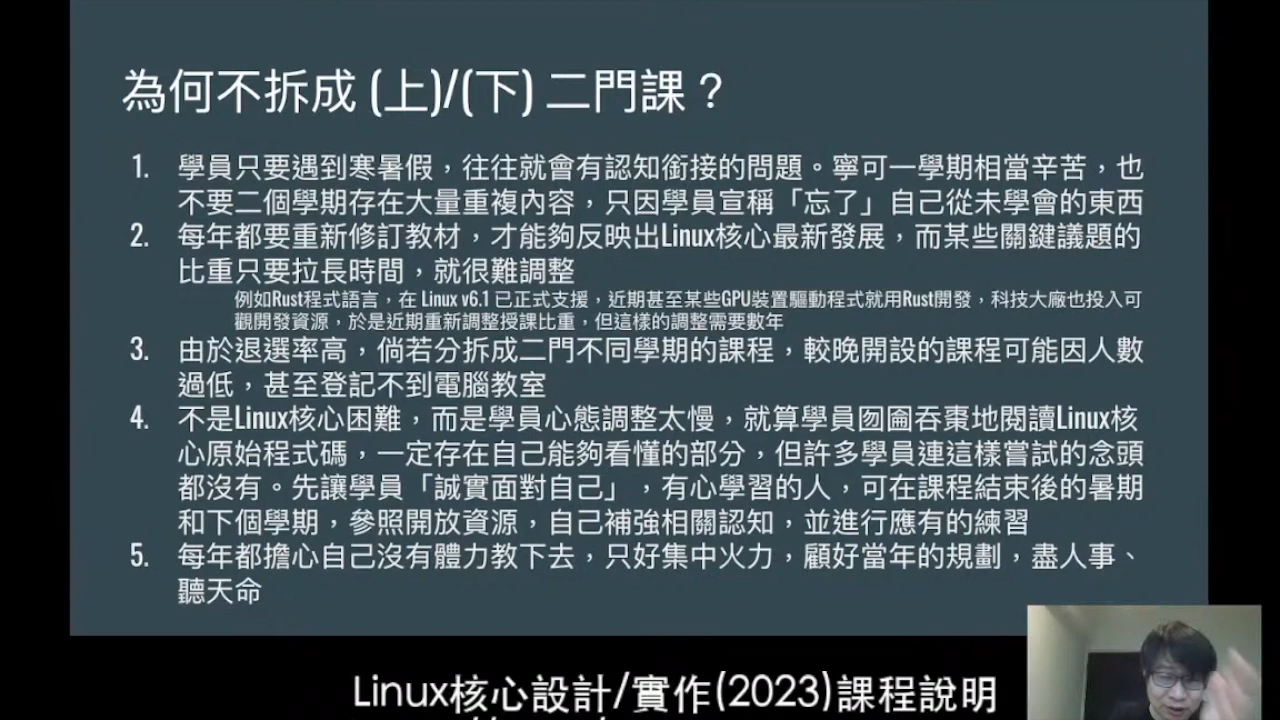 為何不拆成 (上)/(下) 二門課？
1. 學員只要遇到寒暑假，往往就會有認知銜接的問題。寧可一學期相當辛苦，也
不要二個學期存在大量重複內容，只因學員宣稱「忘了」自己從未學會的東西
2. 每年都要重新修訂教材，才能夠反映出Linux核心最新發展，而某些關鍵議題的
比重只要拉長時間，就很難調整
例如Rust程式語言，在 Linux v6.1 已正式支援，近期甚至某些GPU裝置驅動程式就用Rust開發，科技大廠也投入可
觀開發資源，於是近期重新調整授課比重，但這樣的調整需要數年
3. 由於退選率高，倘若分拆成二門不同學期的課程，較晚開設的課程可能因人數
過低，甚至登記不到電腦教室
4. 不是Linux核心困難，而是學員心態調整太慢，就算學員囫圇吞棗地閱讀Linux核
心原始程式碼，一定存在自己能夠看懂的部分，但許多學員連這樣嘗試的念頭
都沒有。先讓學員「誠實面對自己」，有心學習的人，可在課程結束後的暑期
和下個學期，參照開放資源，自己補強相關認知，並進行應有的練習
5. 每年都擔心自己沒有體力教下去，只好集中火力，顧好當年的規劃，盡人事、
聽天命
Linux核心設計/實作(2023)課程說明